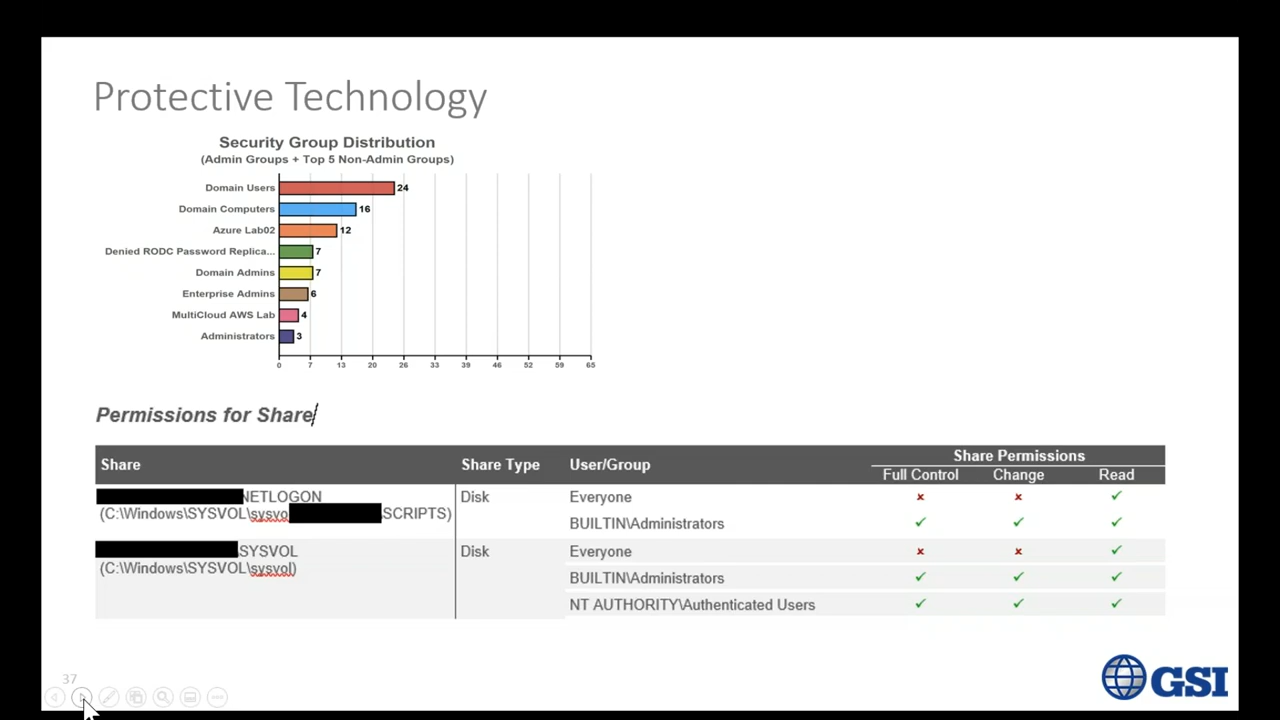 Protective Technology
Security Group Distribution
(Admin Groups + Top 5 Non-Admin Groups)
Domain Users 24
Domain Computers 16
Azure Lab02 12
Denied RODC Password Replica... 7
Domain Admins 7
Enterprise Admins 6
MultiCloud AWS Lab 4
Administrators 3
0 7 13 20 26 33 39 46 52 59 65
Permissions for Share
Share Permissions
Share Share Type User/Group Full Control Change Read
NETLOGON Disk Everyone x x ✓
(C:\Windows\SYSVOL\sysvo SCRIPTS)
BUILTIN\Administrators ✓ ✓ ✓
\SYSVOL Disk Everyone x x ✓
(C:\Windows\SYSVOL\sysvol)
BUILTIN\Administrators ✓ ✓ ✓
NT AUTHORITY\Authenticated Users ✓ ✓ ✓
37
GSI